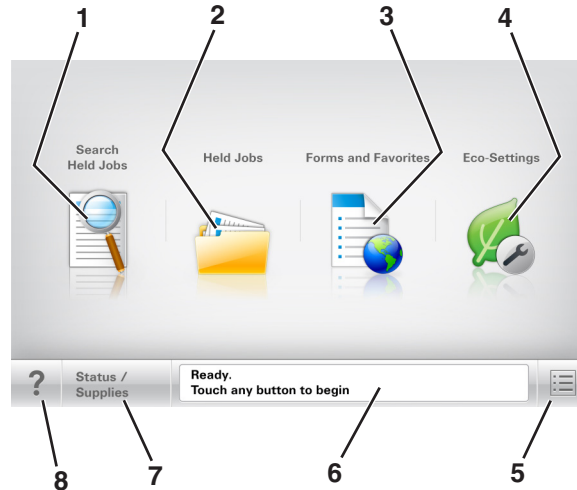 1 2 3 4
Search
Held Jobs
Held Jobs
Forms and Favorites
Eco-Settings
?
Status /
Supplies
Ready.
Touch any button to begin
8 7 6 5